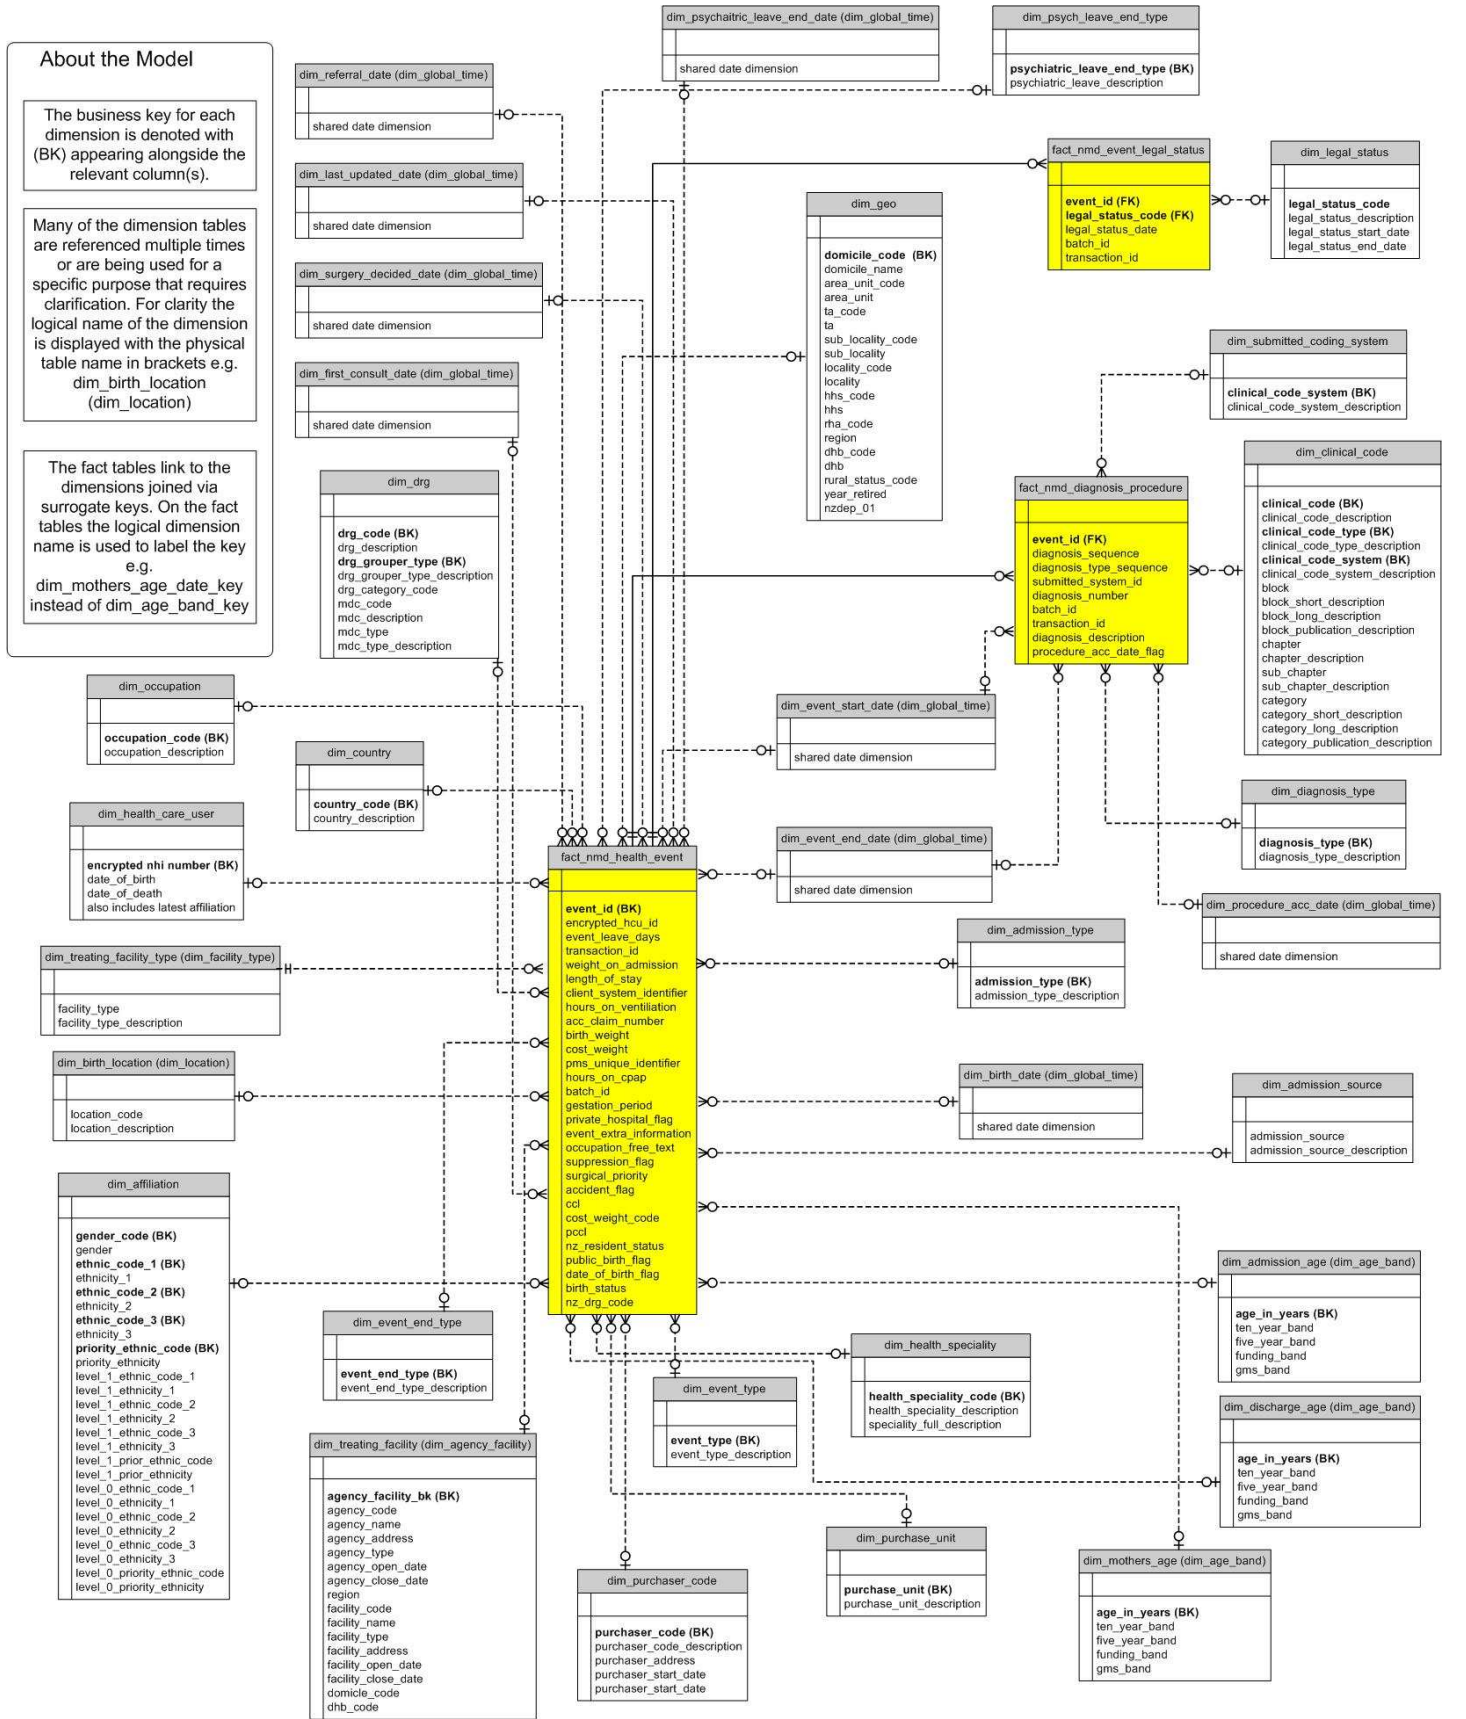 About the Model
The business key for each
dimension is denoted with
(BK) appearing alongside the
relevant column(s).
Many of the dimension tables
are referenced multiple times
or are being used for a
specific purpose that requires
clarification. For clarity the
logical name of the dimension
is displayed with the physical
table name in brackets e.g.
dim_birth_location
(dim_location)
The fact tables link to the
dimensions joined via
surrogate keys. On the fact
tables the logical dimension
name is used to label the key
e.g.
dim_mothers_age_date_key
instead of dim_age_band_key
dim_psychaitric_leave_end_date (dim_global_time)
shared date dimension
dim_psych_leave_end_type
psychiatric_leave_end_type (BK)
psychiatric_leave_description
dim_referral_date (dim_global_time)
shared date dimension
dim_last_updated_date (dim_global_time)
shared date dimension
dim_surgery_decided_date (dim_global_time)
shared date dimension
dim_first_consult_date (dim_global_time)
shared date dimension
dim_drg
drg_code (BK)
drg_description
drg_grouper_type (BK)
drg_grouper_type_description
drg_category_code
mdc_code
mdc_description
mdc_type
mdc_type_description
dim_geo
domicile_code (BK)
domicile_name
area_unit_code
area_unit
ta_code
ta
sub_locality_code
sub_locality
locality_code
locality
hhs_code
hhs
rha_code
region
dhb_code
dhb
rural_status_code
year_retired
nzdep_01
fact_nmd_event_legal_status
event_id (FK)
legal_status_code (FK)
legal_status_date
batch_id
transaction_id
dim_legal_status
legal_status_code
legal_status_description
legal_status_start_date
legal_status_end_date
dim_submitted_coding_system
clinical_code_system (BK)
clinical_code_system_description
fact_nmd_diagnosis_procedure
event_id (FK)
diagnosis_sequence
diagnosis_type_sequence
submitted_system_id
diagnosis_number
batch_id
transaction_id
diagnosis_description
procedure_acc_date_flag
dim_clinical_code
clinical_code (BK)
clinical_code_description
clinical_code_type (BK)
clinical_code_type_description
clinical_code_system (BK)
clinical_code_system_description
block
block_short_description
block_long_description
block_publication_description
chapter
chapter_description
sub_chapter
sub_chapter_description
category
category_short_description
category_long_description
category_publication_description
dim_occupation
occupation_code (BK)
occupation_description
dim_country
country_code (BK)
country_description
dim_event_start_date (dim_global_time)
shared date dimension
dim_event_end_date (dim_global_time)
shared date dimension
dim_diagnosis_type
diagnosis_type (BK)
diagnosis_type_description
dim_procedure_acc_date (dim_global_time)
shared date dimension
dim_health_care_user
encrypted nhi number (BK)
date_of_birth
date_of_death
also includes latest affiliation
dim_treating_facility_type (dim_facility_type)
facility_type
facility_type_description
dim_birth_location (dim_location)
location_code
location_description
fact_nmd_health_event
event_id (BK)
encrypted_hcu_id
event_leave_days
transaction_id
weight_on_admission
length_of_stay
client_system_identifier
hours_on_ventiliation
acc_claim_number
birth_weight
cost_weight
pms_unique_identifier
hours_on_cpap
batch_id
gestation_period
private_hospital_flag
event_extra_information
occupation_free_text
suppression_flag
surgical_priority
accident_flag
ccl
cost_weight_code
pccl
nz_resident_status
public_birth_flag
date_of_birth_flag
birth_status
nz_drg_code
dim_admission_type
admission_type (BK)
admission_type_description
dim_birth_date (dim_global_time)
shared date dimension
dim_admission_source
admission_source
admission_source_description
dim_affiliation
gender_code (BK)
gender
ethnic_code_1 (BK)
ethnicity_1
ethnic_code_2 (BK)
ethnicity_2
ethnic_code_3 (BK)
ethnicity_3
priority_ethnic_code (BK)
priority_ethnicity
level_1_ethnic_code_1
level_1_ethnicity_1
level_1_ethnic_code_2
level_1_ethnicity_2
level_1_ethnic_code_3
level_1_ethnicity_3
level_1_prior_ethnic_code
level_1_prior_ethnicity
level_0_ethnic_code_1
level_0_ethnicity_1
level_0_ethnic_code_2
level_0_ethnicity_2
level_0_ethnic_code_3
level_0_ethnicity_3
level_0_priority_ethnic_code
level_0_priority_ethnicity
dim_event_end_type
event_end_type (BK)
event_end_type_description
dim_treating_facility (dim_agency_facility)
agency_facility_bk (BK)
agency_code
agency_name
agency_address
agency_type
agency_open_date
agency_close_date
region
facility_code
facility_name
facility_type
facility_address
facility_open_date
facility_close_date
domicle_code
dhb_code
dim_event_type
event_type (BK)
event_type_description
dim_health_speciality
health_speciality_code (BK)
health_speciality_description
speciality_full_description
dim_admission_age (dim_age_band)
age_in_years (BK)
ten_year_band
five_year_band
funding_band
gms_band
dim_discharge_age (dim_age_band)
age_in_years (BK)
ten_year_band
five_year_band
funding_band
gms_band
dim_purchase_unit
purchase_unit (BK)
purchase_unit_description
dim_purchaser_code
purchaser_code (BK)
purchaser_code_description
purchaser_address
purchaser_start_date
purchaser_start_date
dim_mothers_age (dim_age_band)
age_in_years (BK)
ten_year_band
five_year_band
funding_band
gms_band